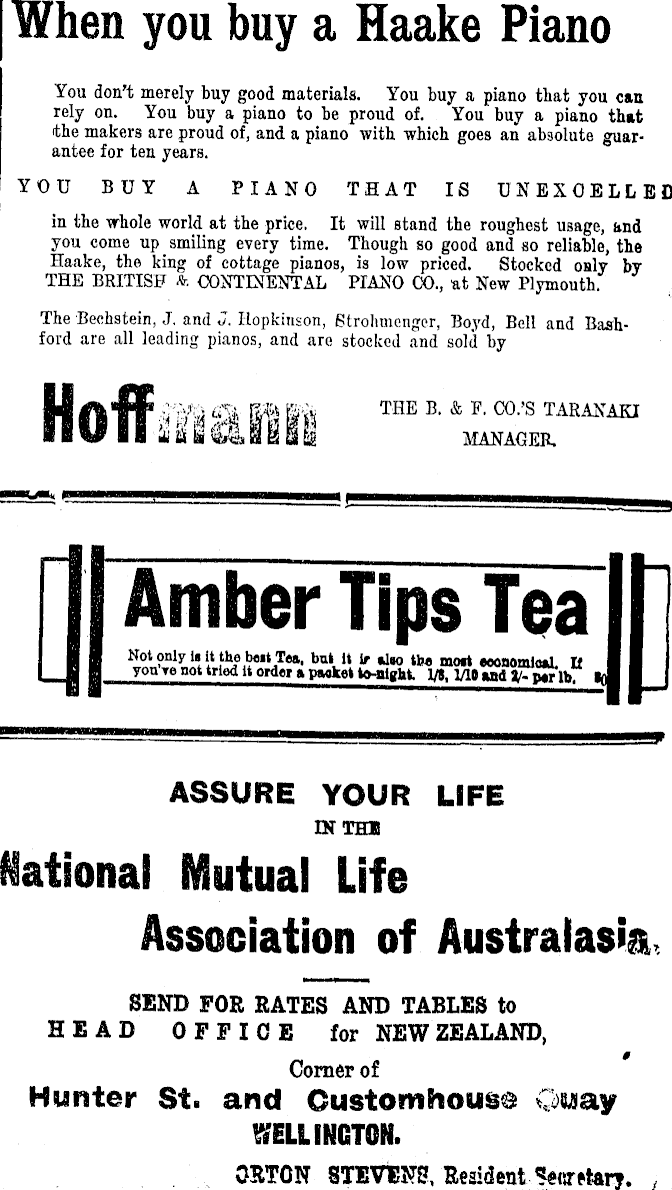 When you buy a Haake Piano
You don't merely buy good materials. You buy a piano that you can
rely on. You buy a piano to be proud of. You buy a piano that
the makers are proud of, and a piano with which goes an absolute guar-
antee for ten years.
YOU BUY A PIANO THAT IS UNEXCELLED
in the whole world at the price. It will stand the roughest usage, and
you come up smiling every time. Though so good and so reliable, the
Haake, the king of cottage pianos, is low priced. Stocked only by
THE BRITISH & CONTINENTAL PIANO CO., at New Plymouth.
The Bechstein, J. and J. Hopkinson, Strohmenger, Boyd, Bell and Bash-
ford are all leading pianos, and are stocked and sold by
Hoffmann
THE B. & F. CO.'S TARANAKI
MANAGER.
Amber Tips Tea
Not only is it the best Tea, but it is also the most economical. If
you've not tried it order a packet to-night. 1/8, 1/10 and 2/- per lb.
ASSURE YOUR LIFE
IN THE
National Mutual Life
Association of Australasia.
SEND FOR RATES AND TABLES to
HEAD OFFICE for NEW ZEALAND,
Corner of
Hunter St. and Customhouse Quay
WELLINGTON.
ORTON STEVENS, Resident Secretary.